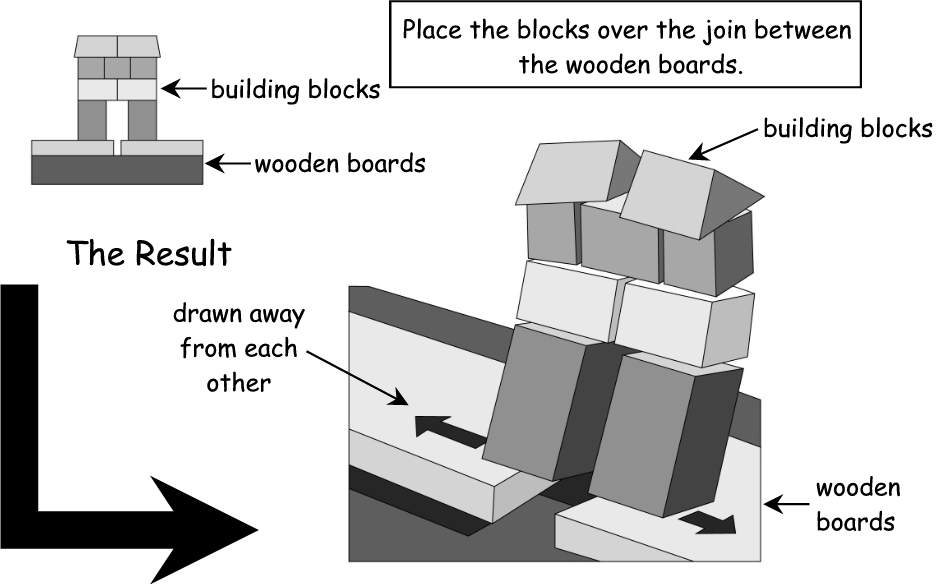 Place the blocks over the join between
the wooden boards.
building blocks
wooden boards
building blocks
The Result
drawn away
from each
other
wooden
boards